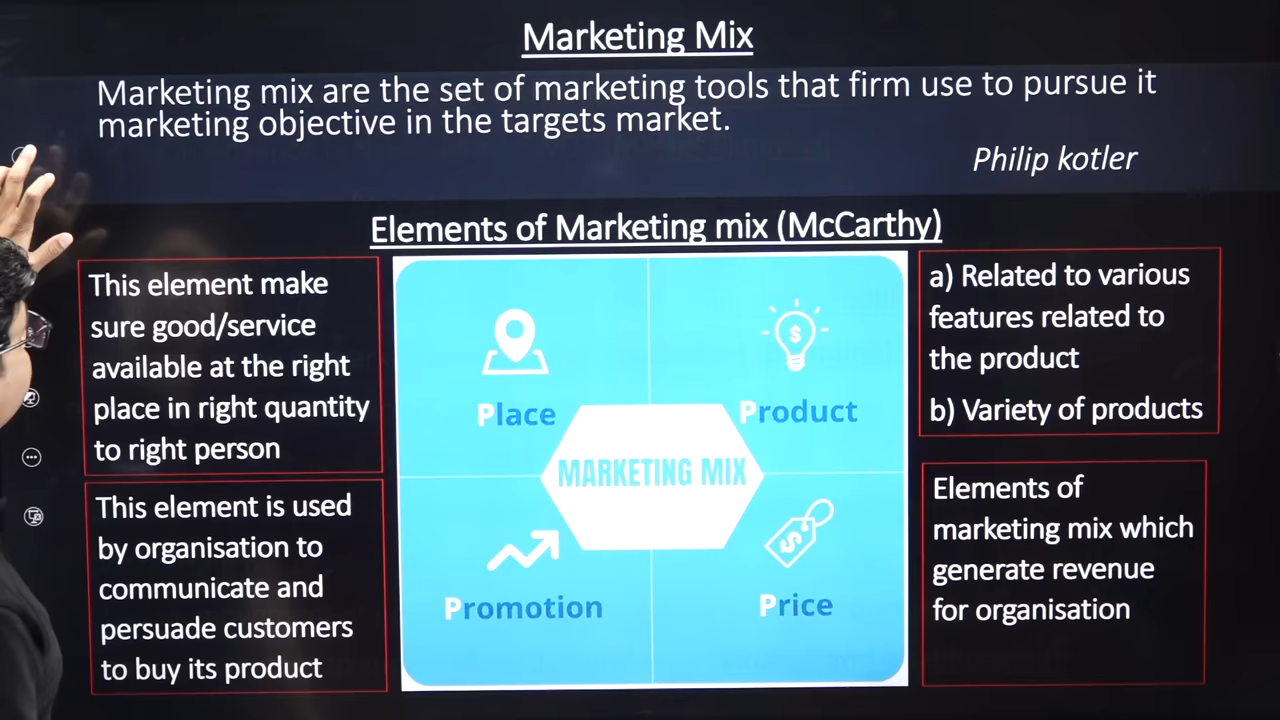 Marketing Mix
Marketing mix are the set of marketing tools that firm use to pursue it
marketing objective in the targets market.
Philip kotler
Elements of Marketing mix (McCarthy)
This element make
sure good/service
available at the right
place in right quantity
to right person
This element is used
by organisation to
communicate and
persuade customers
to buy its product
Place
Product
MARKETING MIX
Promotion
Price
a) Related to various
features related to
the product
b) Variety of products
Elements of
marketing mix which
generate revenue
for organisation